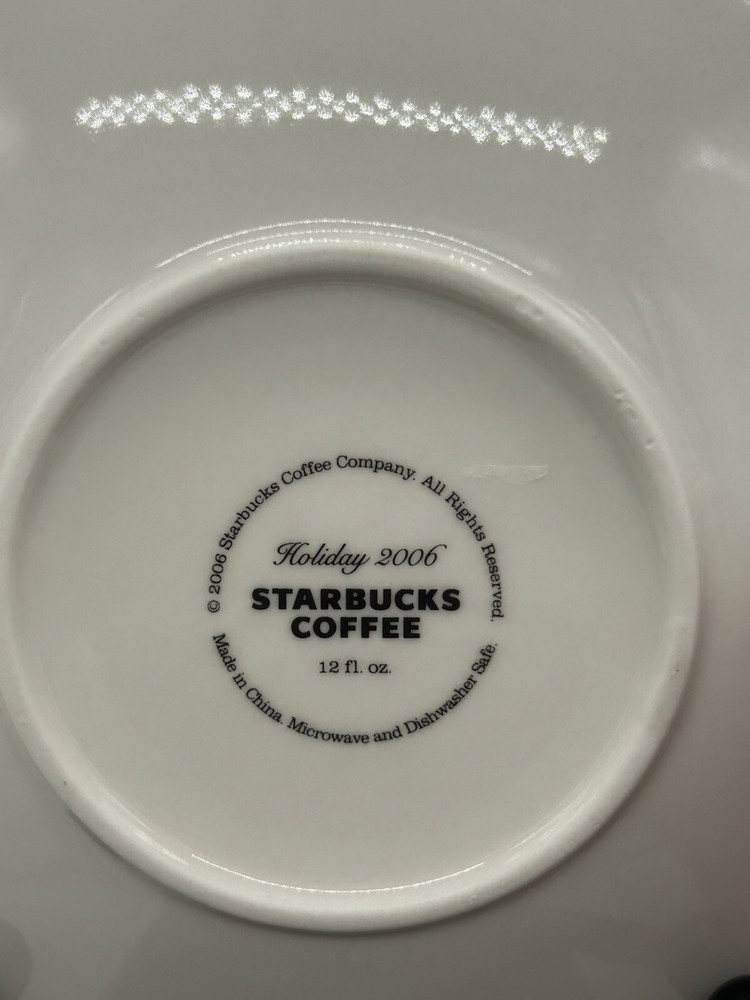 © 2006 Starbucks Coffee Company. All Rights Reserved.
Holiday 2006
STARBUCKS
COFFEE
12 fl. oz.
Made in China. Microwave and Dishwasher Safe.